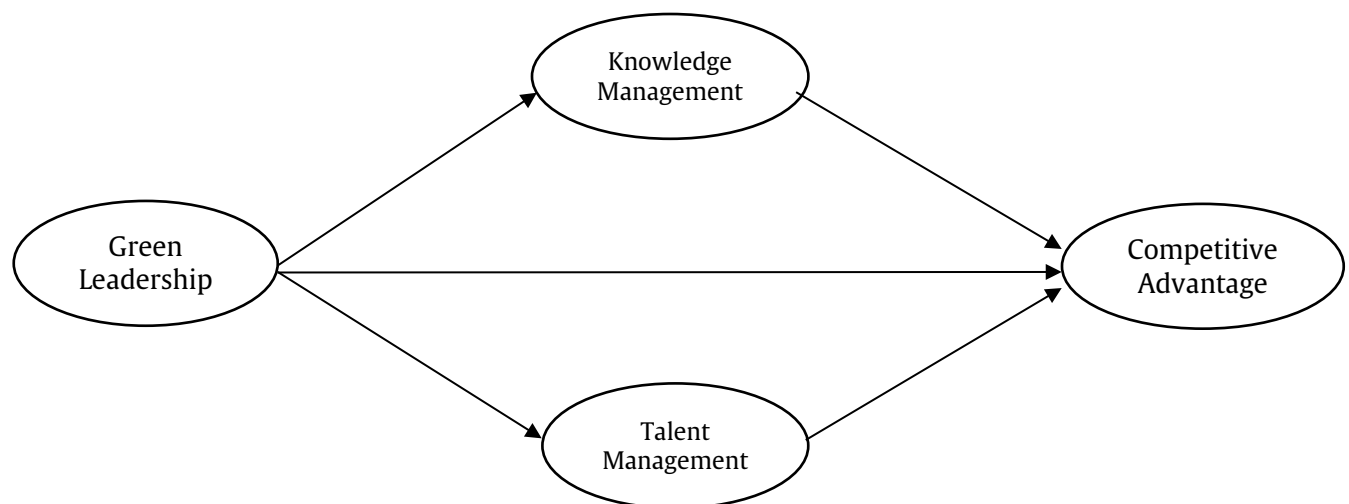 Knowledge
Management
Green
Leadership
Competitive
Advantage
Talent
Management